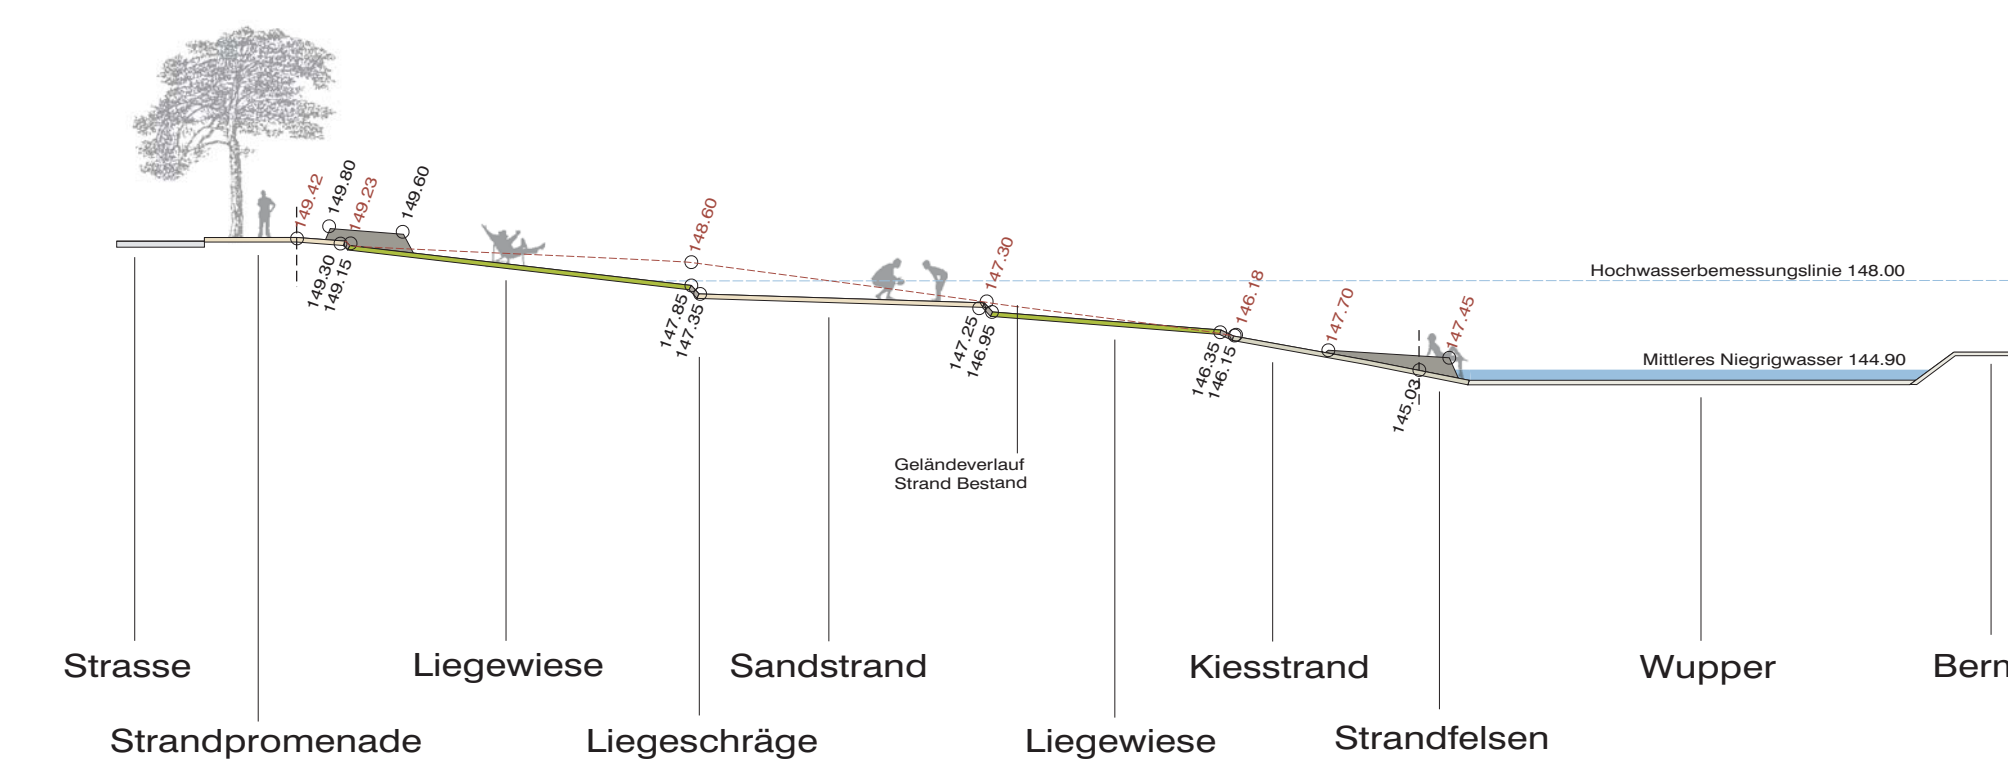 149.42
149.80
149.23
149.60
148.60
147.30
146.18
147.70
147.45
Hochwasserbemessungslinie 148.00
Mittleres Niegrigwasser 144.90
149.30
149.15
147.85
147.35
147.25
146.95
146.35
146.15
145.03
Geländeverlauf
Strand Bestand
Strasse
Liegewiese
Sandstrand
Kiesstrand
Wupper
Strandpromenade
Liegeschräge
Liegewiese
Strandfelsen